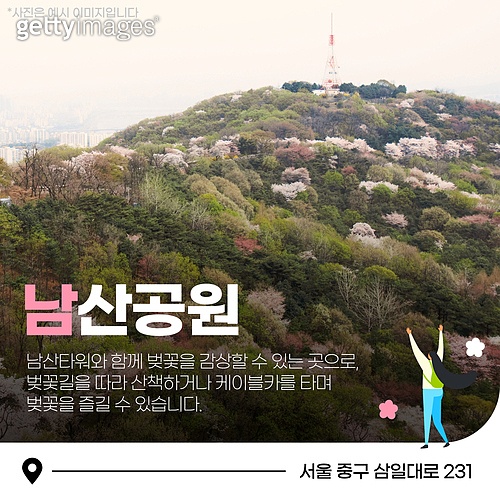 *사진은 예시 이미지입니다
gettyimages®
남산공원
남산타워와 함께 벚꽃을 감상할 수 있는 곳으로,
벚꽃길을 따라 산책하거나 케이블카를 타며
벚꽃을 즐길 수 있습니다.
서울 중구 삼일대로 231